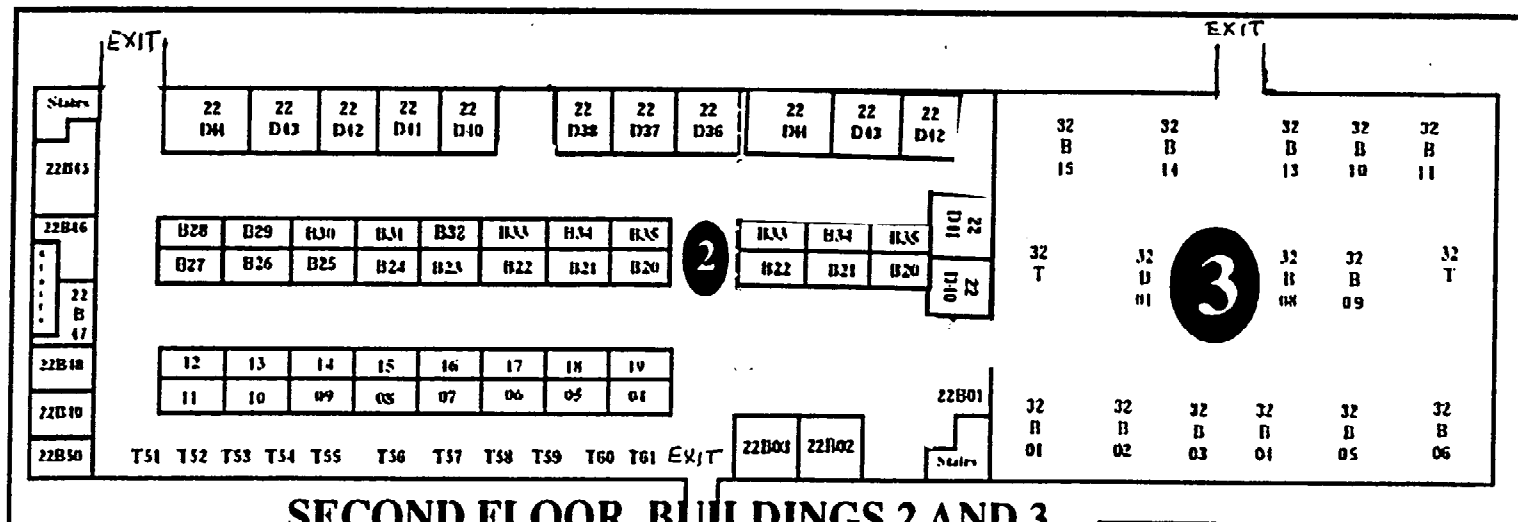 EXIT
EXIT
Stairs
22 D44
22 D43
22 D42
22 D41
22 D40
22 D38
22 D37
22 D36
22 D44
22 D43
22 D42
32 B 15
32 B 14
32 B 13
32 B 10
32 B 11
22B45
22B46
B28 B29 B30 B31 B32 B33 B34 B35
B27 B26 B25 B24 B23 B22 B21 B20
2
B33 B34 B35
B22 B21 B20
22 D41
22 D40
32 T
32 01
3
32 B 08
32 B 09
32 T
22 B 47
22B48
22B49
22B50
12 13 14 15 16 17 18 19
11 10 09 08 07 06 05 04
T51 T52 T53 T54 T55 T56 T57 T58 T59 T60 T61 EXIT
22B03
22B02
22B01
Stairs
32 B 01
32 B 02
32 B 03
32 B 04
32 B 05
32 B 06
SECOND FLOOR, BUILDINGS 2 AND 3